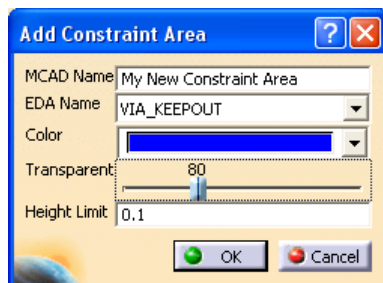 Add Constraint Area
MCAD Name My New Constraint Area
EDA Name VIA_KEEPOUT
Color
Transparent 80
Height Limit 0.1
OK Cancel